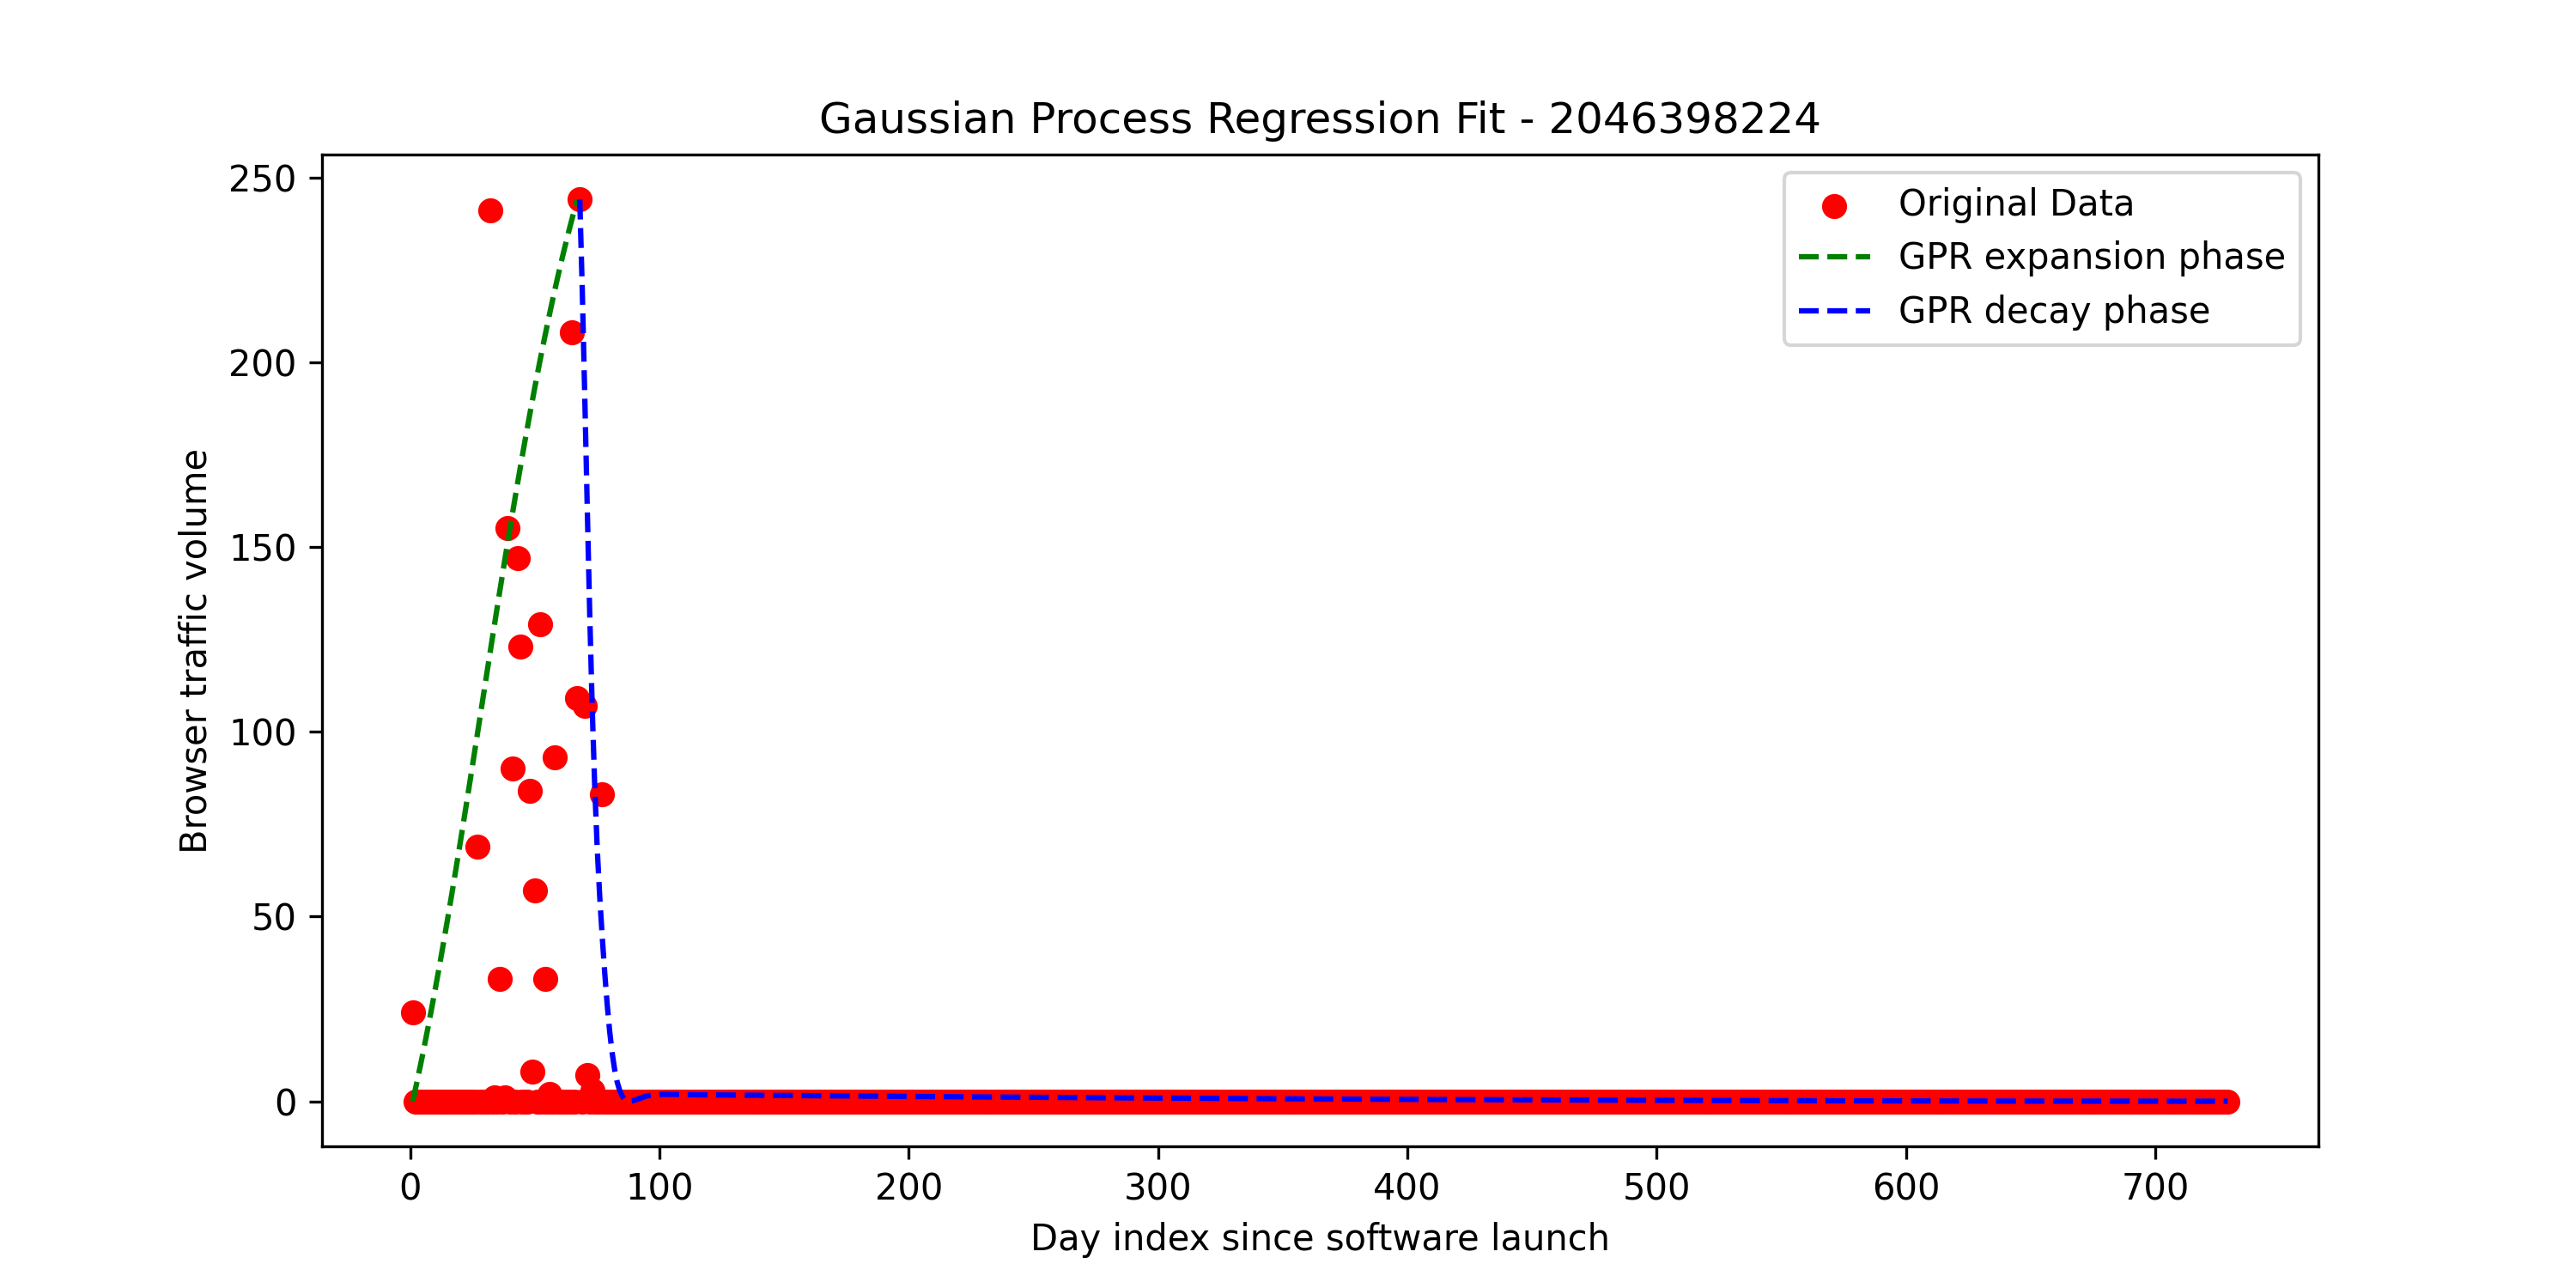 Gaussian Process Regression Fit - 2046398224
Original Data
GPR expansion phase
GPR decay phase
Browser traffic volume
250
200
150
100
50
0
0 100 200 300 400 500 600 700
Day index since software launch